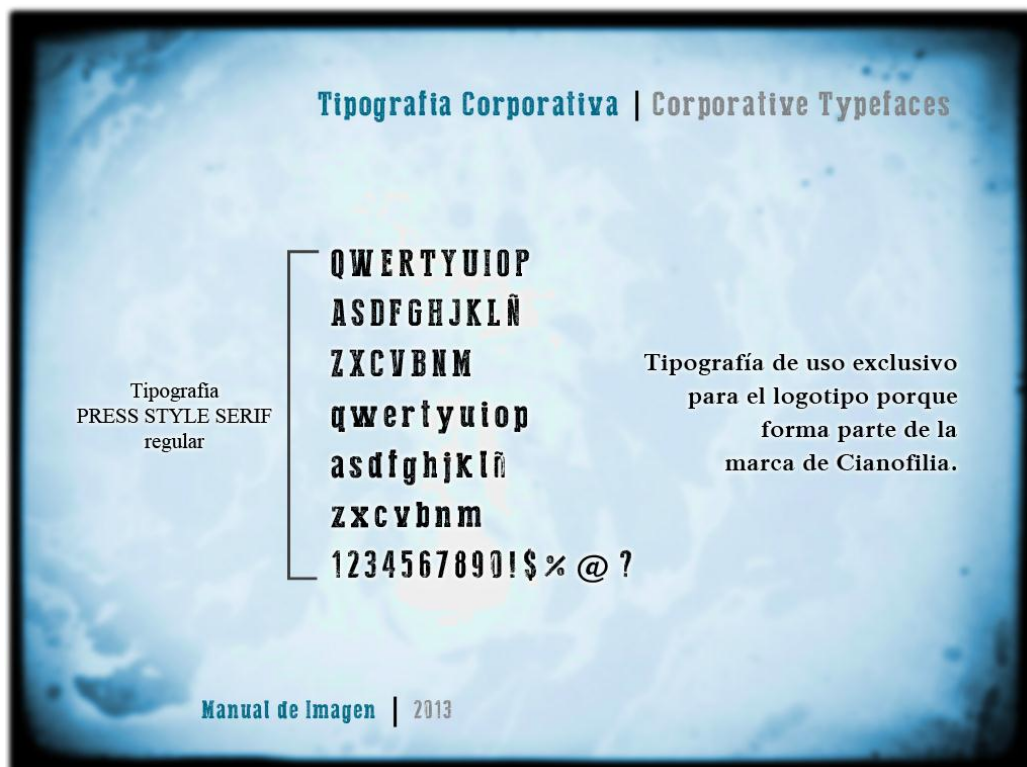 Tipografia Corporativa | Corporative Typefaces
QWERTYUIOP
ASDFGHJKLÑ
ZXCVBNM
qwertyuiop
asdfghjklñ
zxcvbnm
1234567890!$%@?
Tipografía
PRESS STYLE SERIF
regular
Tipografía de uso exclusivo
para el logotipo porque
forma parte de la
marca de Cianofilia.
Manual de Imagen | 2013